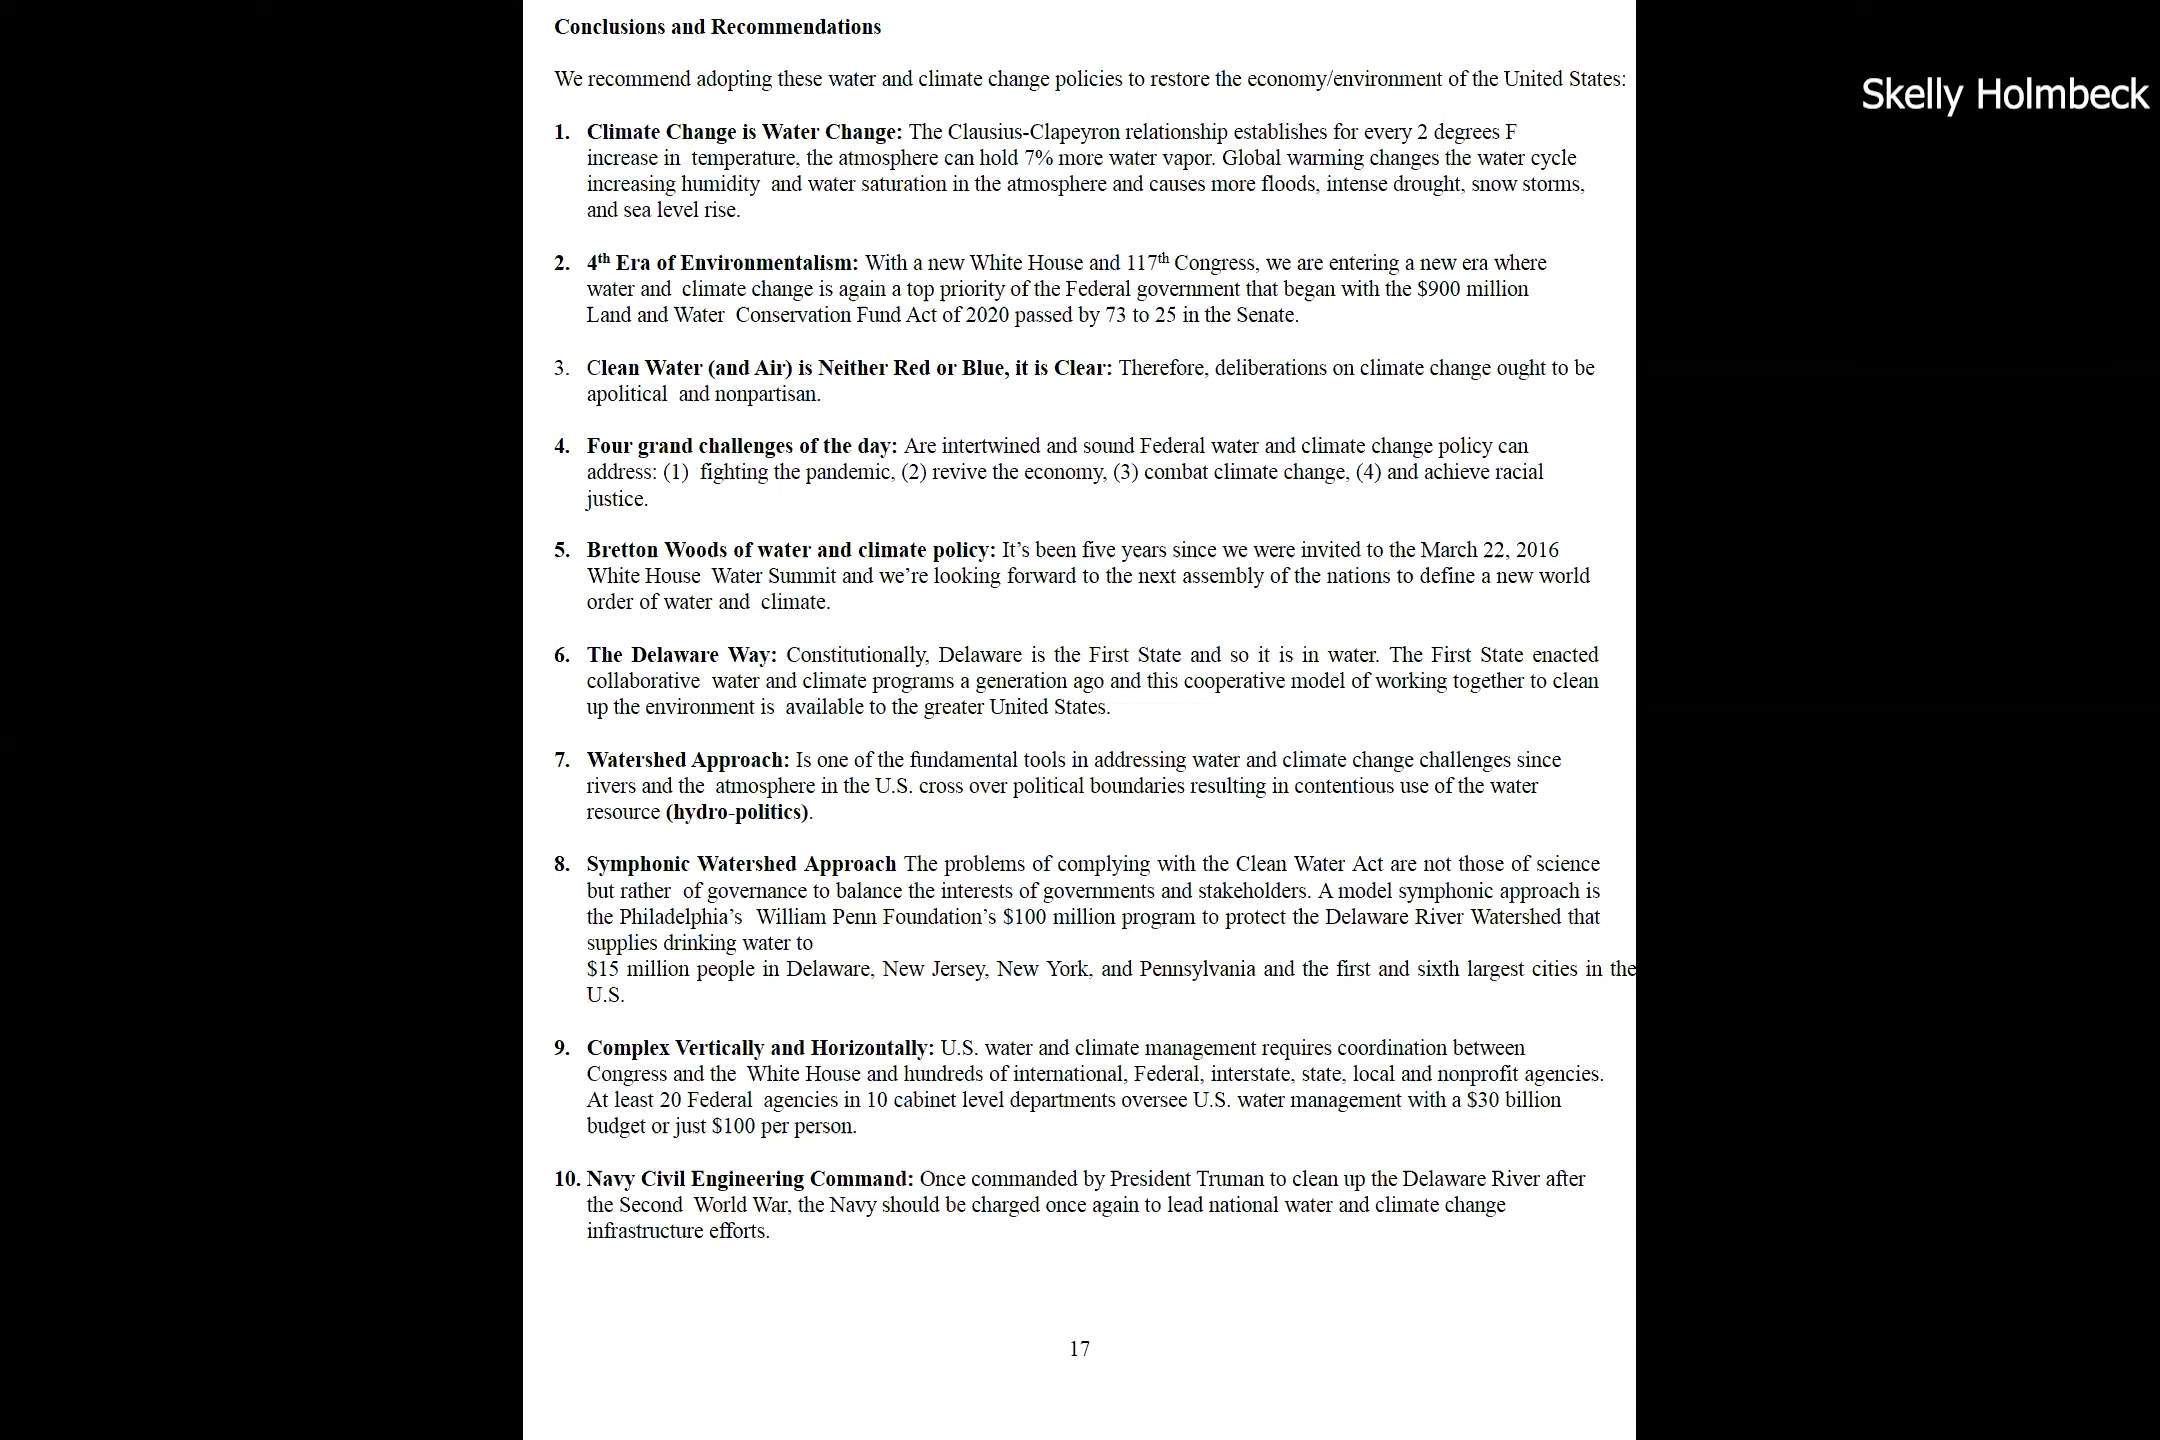 Conclusions and Recommendations
Skelly Holmbeck
We recommend adopting these water and climate change policies to restore the economy/environment of the United States:
1. Climate Change is Water Change: The Clausius-Clapeyron relationship establishes for every 2 degrees F
increase in temperature, the atmosphere can hold 7% more water vapor. Global warming changes the water cycle
increasing humidity and water saturation in the atmosphere and causes more floods, intense drought, snow storms,
and sea level rise.
2. 4th Era of Environmentalism: With a new White House and 117th Congress, we are entering a new era where
water and climate change is again a top priority of the Federal government that began with the $900 million
Land and Water Conservation Fund Act of 2020 passed by 73 to 25 in the Senate.
3. Clean Water (and Air) is Neither Red or Blue, it is Clear: Therefore, deliberations on climate change ought to be
apolitical and nonpartisan.
4. Four grand challenges of the day: Are intertwined and sound Federal water and climate change policy can
address: (1) fighting the pandemic, (2) revive the economy, (3) combat climate change, (4) and achieve racial
justice.
5. Bretton Woods of water and climate policy: It’s been five years since we were invited to the March 22, 2016
White House Water Summit and we’re looking forward to the next assembly of the nations to define a new world
order of water and climate.
6. The Delaware Way: Constitutionally, Delaware is the First State and so it is in water. The First State enacted
collaborative water and climate programs a generation ago and this cooperative model of working together to clean
up the environment is available to the greater United States.
7. Watershed Approach: Is one of the fundamental tools in addressing water and climate change challenges since
rivers and the atmosphere in the U.S. cross over political boundaries resulting in contentious use of the water
resource (hydro-politics).
8. Symphonic Watershed Approach The problems of complying with the Clean Water Act are not those of science
but rather of governance to balance the interests of governments and stakeholders. A model symphonic approach is
the Philadelphia’s William Penn Foundation’s $100 million program to protect the Delaware River Watershed that
supplies drinking water to
$15 million people in Delaware, New Jersey, New York, and Pennsylvania and the first and sixth largest cities in the
U.S.
9. Complex Vertically and Horizontally: U.S. water and climate management requires coordination between
Congress and the White House and hundreds of international, Federal, interstate, state, local and nonprofit agencies.
At least 20 Federal agencies in 10 cabinet level departments oversee U.S. water management with a $30 billion
budget or just $100 per person.
10. Navy Civil Engineering Command: Once commanded by President Truman to clean up the Delaware River after
the Second World War, the Navy should be charged once again to lead national water and climate change
infrastructure efforts.
17